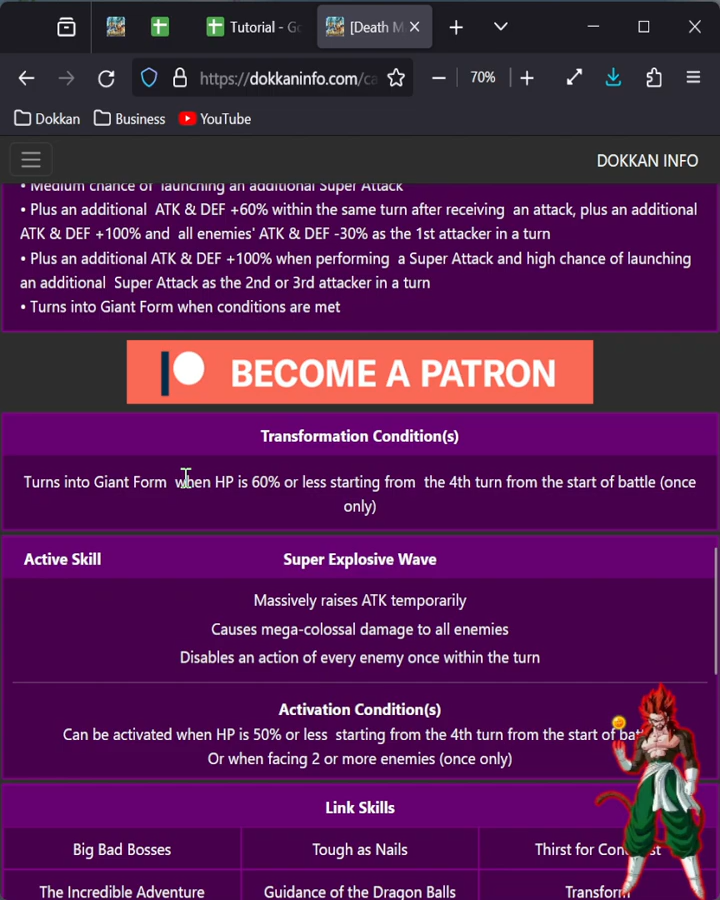 Tutorial - Go
[Death M
https://dokkaninfo.com/ca
70%
Dokkan
Business
YouTube
DOKKAN INFO
• Medium chance of launching an additional Super Attack
• Plus an additional ATK & DEF +60% within the same turn after receiving an attack, plus an additional
ATK & DEF +100% and all enemies' ATK & DEF -30% as the 1st attacker in a turn
• Plus an additional ATK & DEF +100% when performing a Super Attack and high chance of launching
an additional Super Attack as the 2nd or 3rd attacker in a turn
• Turns into Giant Form when conditions are met
BECOME A PATRON
Transformation Condition(s)
Turns into Giant Form when HP is 60% or less starting from the 4th turn from the start of battle (once
only)
Active Skill
Super Explosive Wave
Massively raises ATK temporarily
Causes mega-colossal damage to all enemies
Disables an action of every enemy once within the turn
Activation Condition(s)
Can be activated when HP is 50% or less starting from the 4th turn from the start of bat
Or when facing 2 or more enemies (once only)
Link Skills
Big Bad Bosses
Tough as Nails
Thirst for Con st
The Incredible Adventure
Guidance of the Dragon Balls
Transform